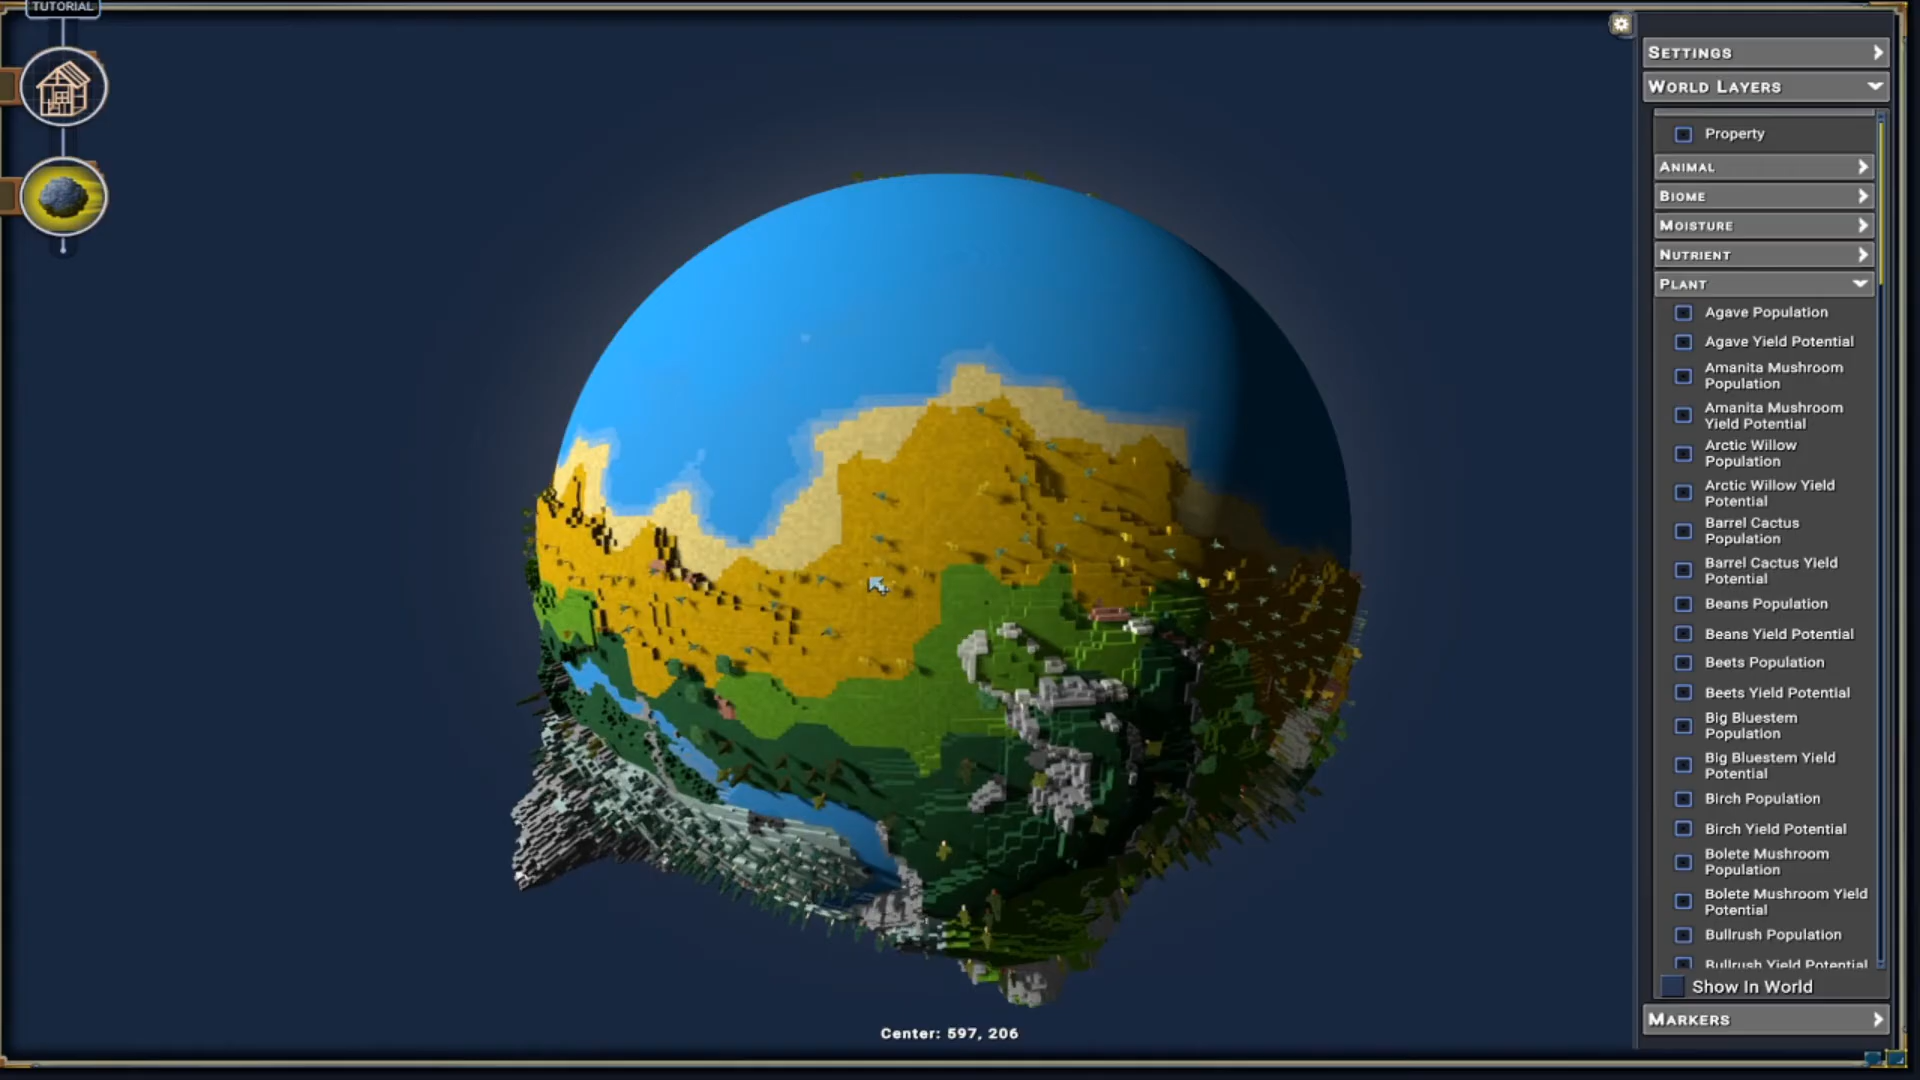 TUTORIAL
SETTINGS
WORLD LAYERS
Property
ANIMAL
BIOME
MOISTURE
NUTRIENT
PLANT
Agave Population
Agave Yield Potential
Amanita Mushroom
Population
Amanita Mushroom
Yield Potential
Arctic Willow
Population
Arctic Willow Yield
Potential
Barrel Cactus
Population
Barrel Cactus Yield
Potential
Beans Population
Beans Yield Potential
Beets Population
Beets Yield Potential
Big Bluestem
Population
Big Bluestem Yield
Potential
Birch Population
Birch Yield Potential
Bolete Mushroom
Population
Bolete Mushroom Yield
Potential
Bullrush Population
Bullrush Yield Potential
Show In World
MARKERS
Center: 597, 206